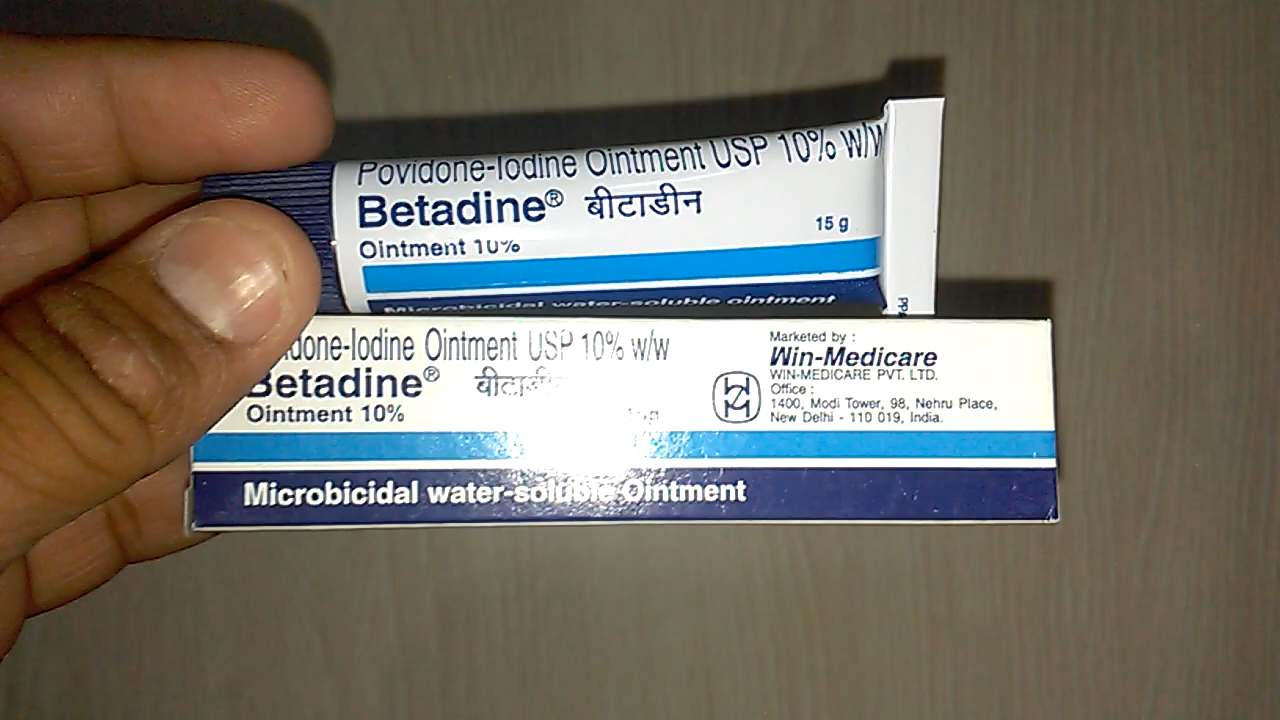 Povidone-Iodine Ointment USP 10% w/w
Betadine® बीटाडीन
15 g
Ointment 10%
Microbicidal water-soluble ointment
done-Iodine Ointment USP 10% w/w
Betadine®
Ointment 10%
Marketed by :
Win-Medicare
WIN-MEDICARE PVT. LTD.
Office :
1400, Modi Tower, 98, Nehru Place,
New Delhi - 110 019, India.
Microbicidal water-soluble Ointment